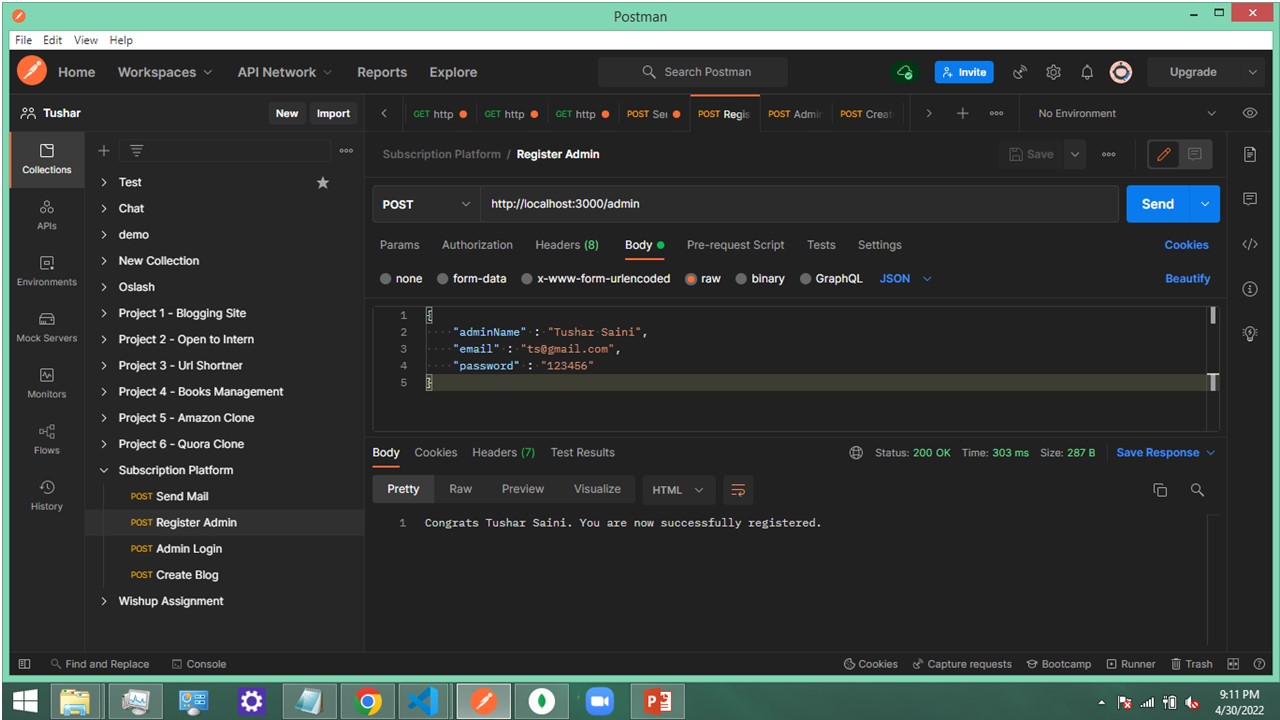 Postman
File Edit View Help
Home Workspaces API Network Reports Explore Search Postman Invite Upgrade
Tushar New Import GET http GET http GET http POST Sei POST Regis POST Admi POST Creat No Environment
Subscription Platform / Register Admin Save
Collections
APIs
Environments
Mock Servers
Monitors
Flows
History
Test
Chat
demo
New Collection
Oslash
Project 1 - Blogging Site
Project 2 - Open to Intern
Project 3 - Url Shortner
Project 4 - Books Management
Project 5 - Amazon Clone
Project 6 - Quora Clone
Subscription Platform
POST Send Mail
POST Register Admin
POST Admin Login
POST Create Blog
Wishup Assignment
POST http://localhost:3000/admin Send
Params Authorization Headers (8) Body Pre-request Script Tests Settings Cookies
none form-data x-www-form-urlencoded raw binary GraphQL JSON Beautify
1 {
2 "adminName" : "Tushar Saini",
3 "email" : "ts@gmail.com",
4 "password" : "123456"
5 }
Body Cookies Headers (7) Test Results Status: 200 OK Time: 303 ms Size: 287 B Save Response
Pretty Raw Preview Visualize HTML
1 Congrats Tushar Saini. You are now successfully registered.
Find and Replace Console Cookies Capture requests Bootcamp Runner Trash
9:11 PM
4/30/2022